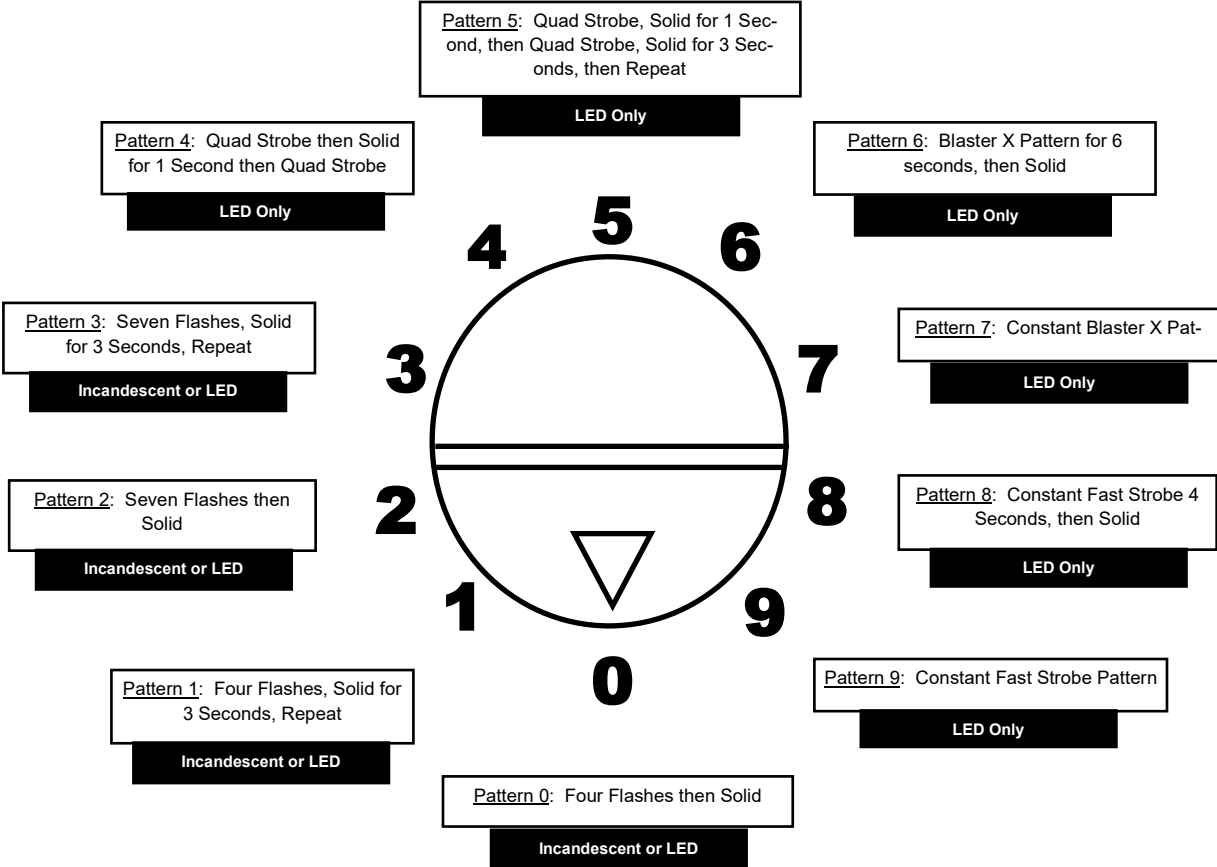 Pattern 5: Quad Strobe, Solid for 1 Sec-
ond, then Quad Strobe, Solid for 3 Sec-
onds, then Repeat
LED Only
Pattern 4: Quad Strobe then Solid
for 1 Second then Quad Strobe
LED Only
Pattern 6: Blaster X Pattern for 6
seconds, then Solid
LED Only
5
4
6
Pattern 3: Seven Flashes, Solid
for 3 Seconds, Repeat
Incandescent or LED
3
7
Pattern 7: Constant Blaster X Pat-
LED Only
Pattern 2: Seven Flashes then
Solid
Incandescent or LED
2
8
Pattern 8: Constant Fast Strobe 4
Seconds, then Solid
LED Only
1
9
0
Pattern 1: Four Flashes, Solid for
3 Seconds, Repeat
Incandescent or LED
Pattern 9: Constant Fast Strobe Pattern
LED Only
Pattern 0: Four Flashes then Solid
Incandescent or LED